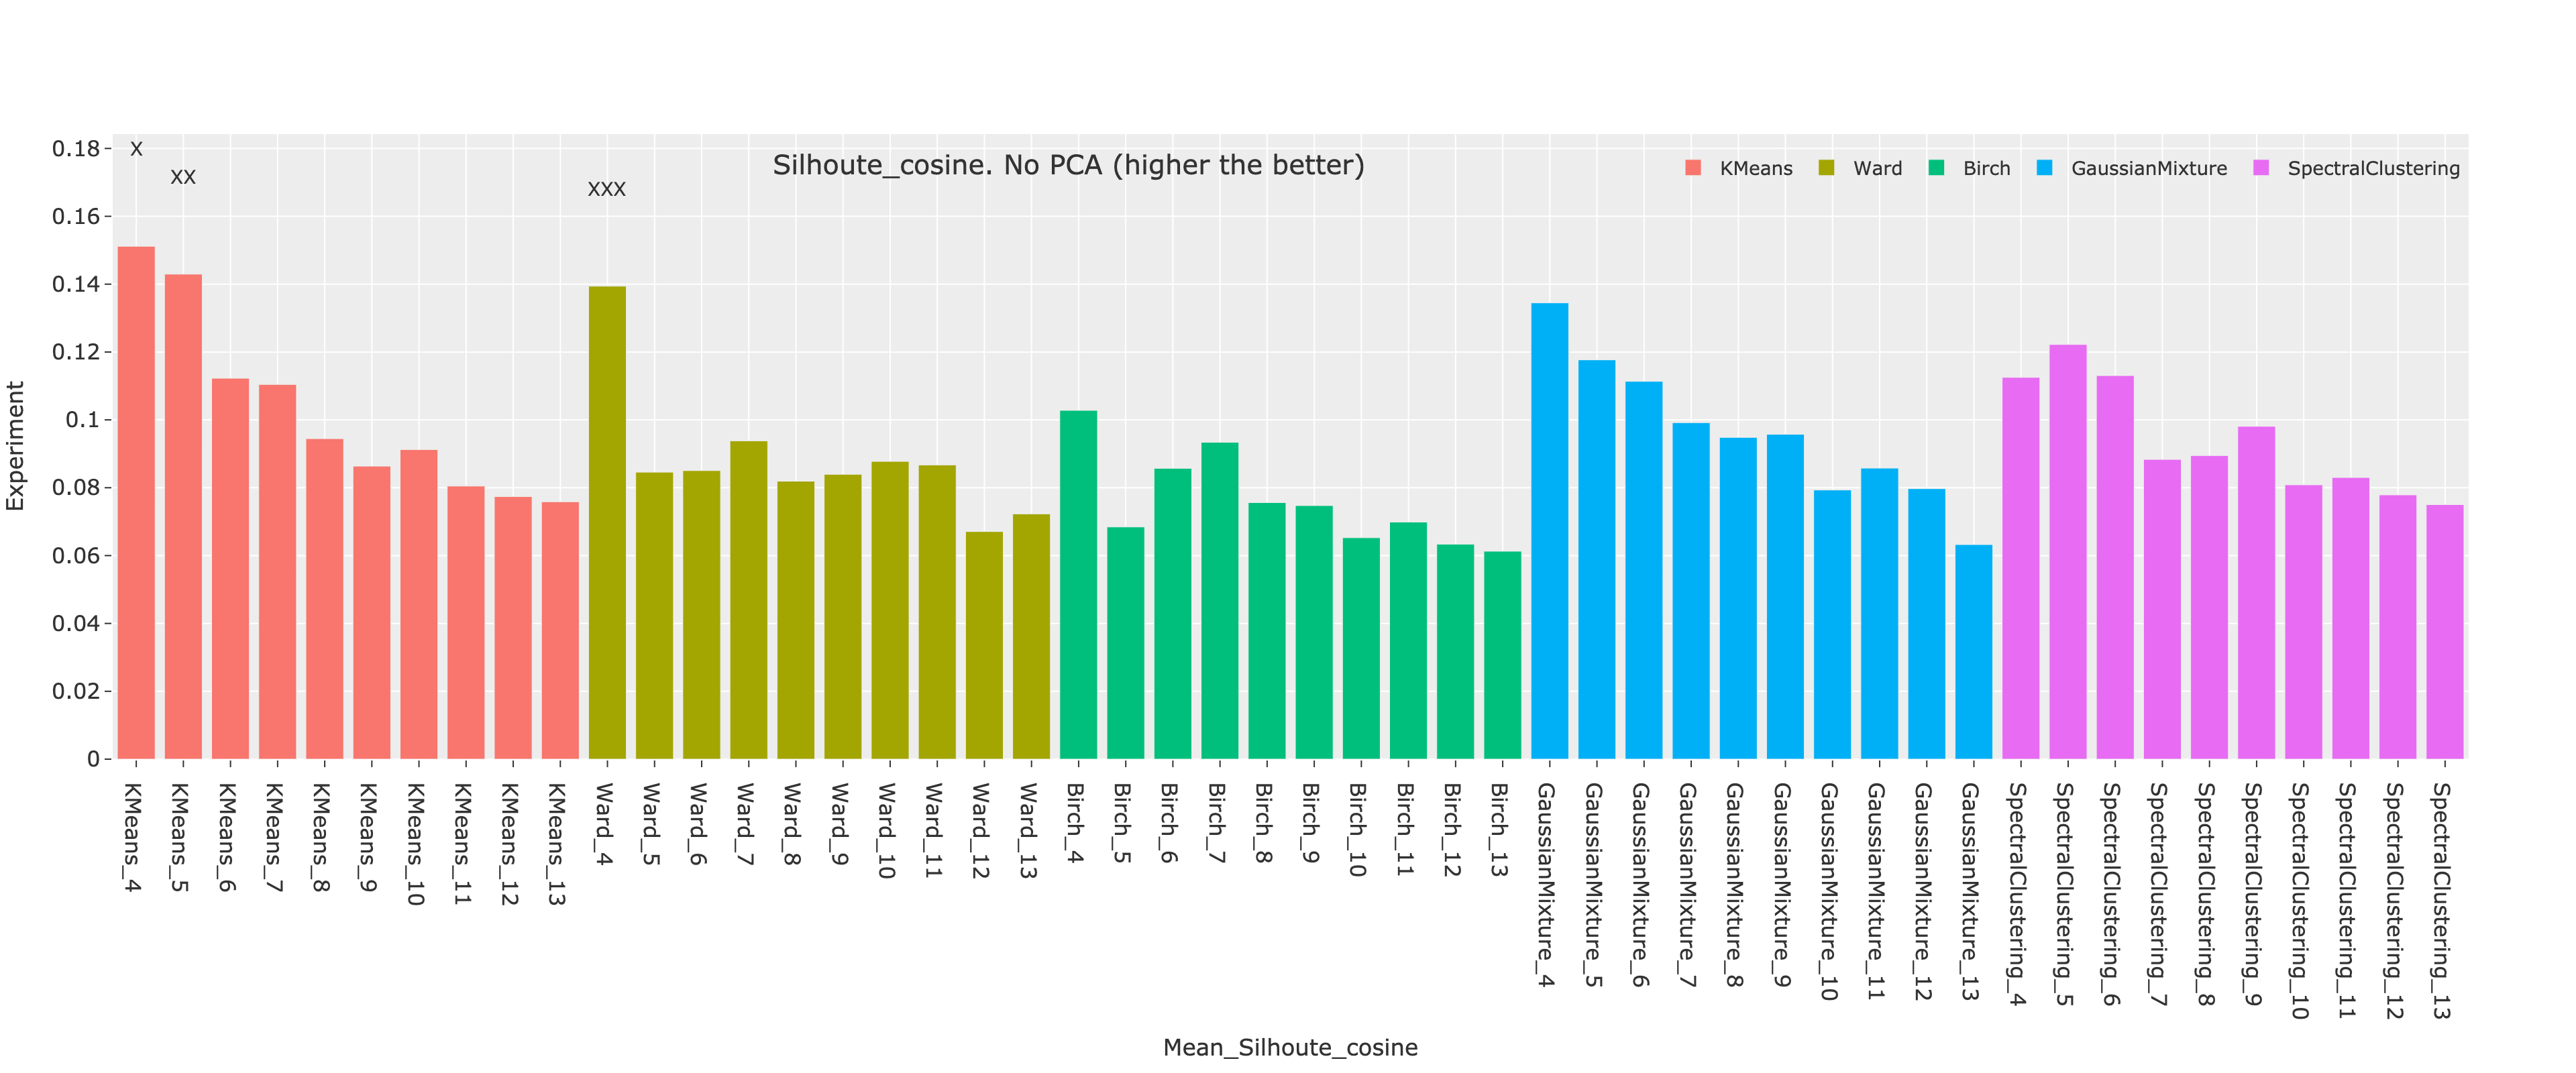 Silhoute_cosine. No PCA (higher the better)
KMeans
Ward
Birch
GaussianMixture
SpectralClustering
X
XX
XXX
Experiment
0.18
0.16
0.14
0.12
0.1
0.08
0.06
0.04
0.02
0
KMeans_4
KMeans_5
KMeans_6
KMeans_7
KMeans_8
KMeans_9
KMeans_10
KMeans_11
KMeans_12
KMeans_13
Ward_4
Ward_5
Ward_6
Ward_7
Ward_8
Ward_9
Ward_10
Ward_11
Ward_12
Ward_13
Birch_4
Birch_5
Birch_6
Birch_7
Birch_8
Birch_9
Birch_10
Birch_11
Birch_12
Birch_13
GaussianMixture_4
GaussianMixture_5
GaussianMixture_6
GaussianMixture_7
GaussianMixture_8
GaussianMixture_9
GaussianMixture_10
GaussianMixture_11
GaussianMixture_12
GaussianMixture_13
SpectralClustering_4
SpectralClustering_5
SpectralClustering_6
SpectralClustering_7
SpectralClustering_8
SpectralClustering_9
SpectralClustering_10
SpectralClustering_11
SpectralClustering_12
SpectralClustering_13
Mean_Silhoute_cosine